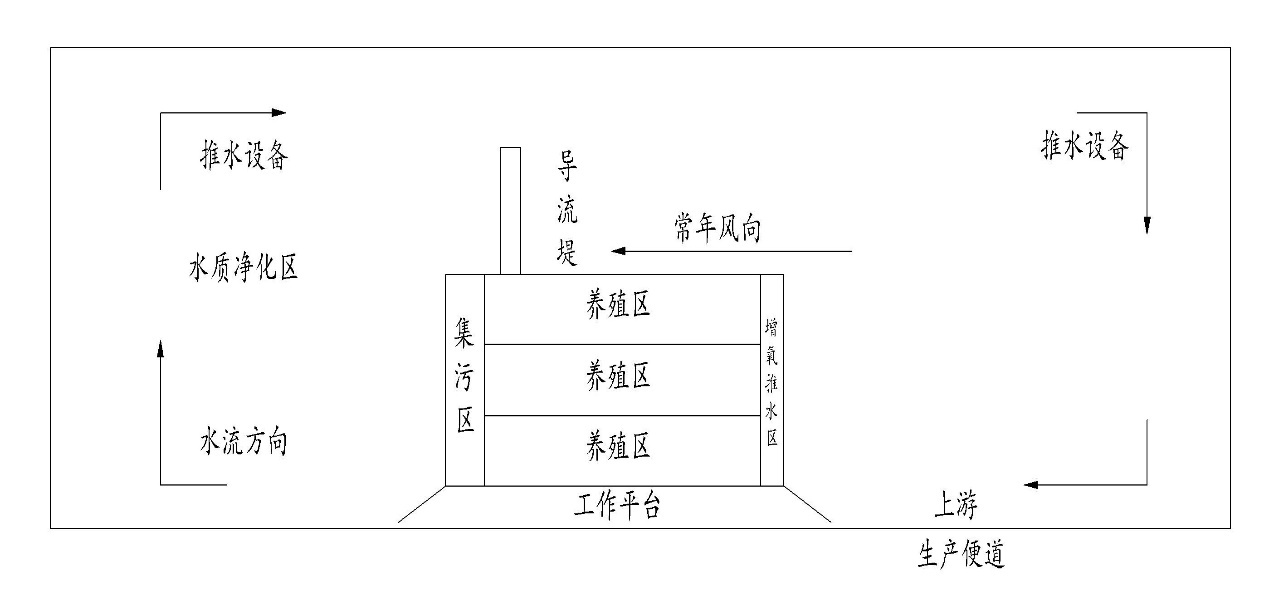 推水设备
推水设备
导流堤
常年风向
水质净化区
养殖区
集污区
增氧推水区
养殖区
养殖区
水流方向
工作平台
上游
生产便道